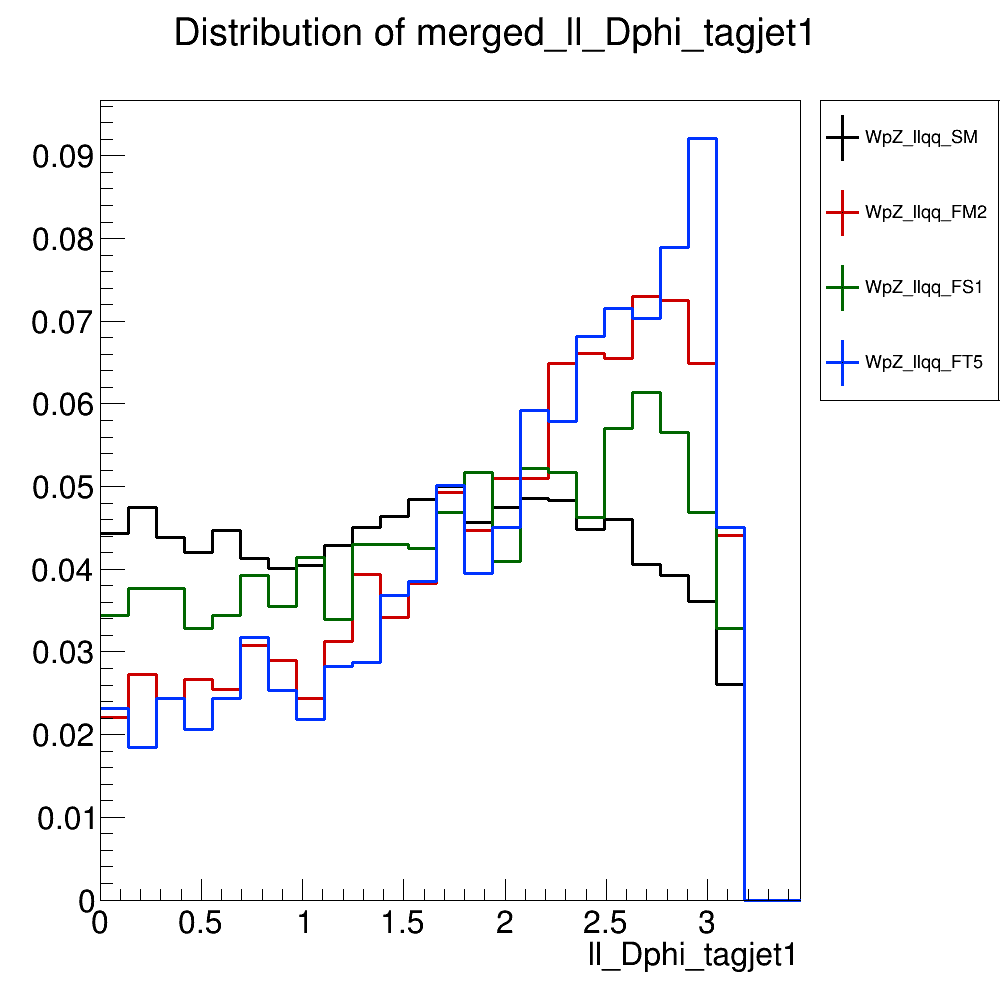 Distribution of merged_ll_Dphi_tagjet1
WpZ_llqq_SM
WpZ_llqq_FM2
WpZ_llqq_FS1
WpZ_llqq_FT5
0.09
0.08
0.07
0.06
0.05
0.04
0.03
0.02
0.01
0
0 0.5 1 1.5 2 2.5 3
ll_Dphi_tagjet1